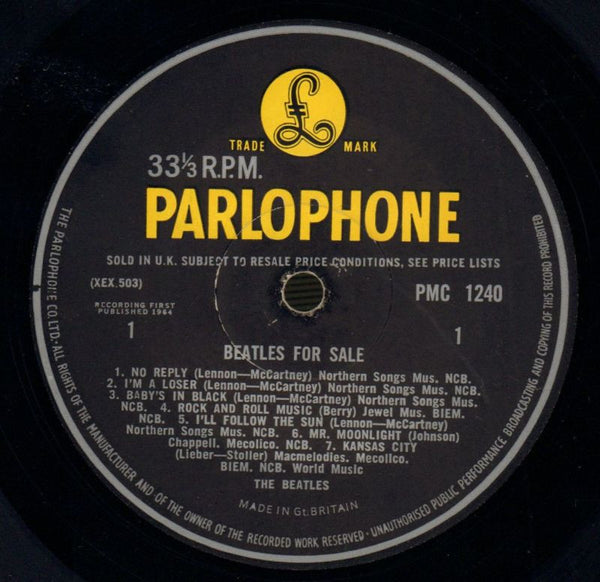 £
TRADE MARK
33⅓ R.P.M.
PARLOPHONE
SOLD IN U.K. SUBJECT TO RESALE PRICE CONDITIONS, SEE PRICE LISTS
(XEX.503)
PMC 1240
RECORDING FIRST
PUBLISHED 1964
1
1
BEATLES FOR SALE
1. NO REPLY (Lennon—McCartney) Northern Songs Mus. NCB.
2. I'M A LOSER (Lennon—McCartney) Northern Songs Mus. NCB.
3. BABY'S IN BLACK (Lennon—McCartney) Northern Songs Mus.
NCB. 4. ROCK AND ROLL MUSIC (Berry) Jewel Mus. BIEM.
NCB. 5. I'LL FOLLOW THE SUN (Lennon—McCartney)
Northern Songs Mus. NCB. 6. MR. MOONLIGHT (Johnson)
Chappell. Mecolico. NCB. 7. KANSAS CITY
(Lieber—Stoller) Macmelodies. Mecolico.
BIEM. NCB. World Music
THE BEATLES
MADE IN Gt. BRITAIN
THE PARLOPHONE CO. LTD. · ALL RIGHTS OF THE MANUFACTURER AND OF THE OWNER OF THE RECORDED WORK RESERVED · UNAUTHORISED PUBLIC PERFORMANCE BROADCASTING AND COPYING OF THIS RECORD PROHIBITED